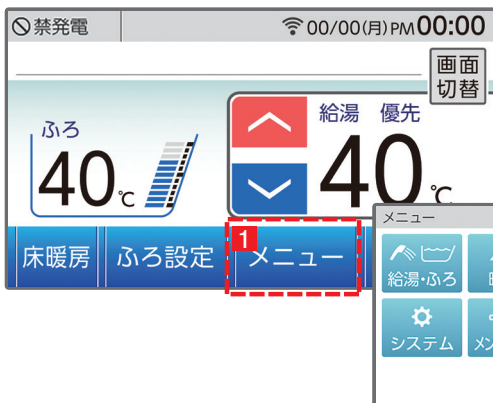 禁発電 00/00(月) PM 00:00
画面
切替
ふろ 給湯 優先
40℃ 40℃
床暖房 ふろ設定 1 メニュー
メニュー
給湯・ふろ
システム